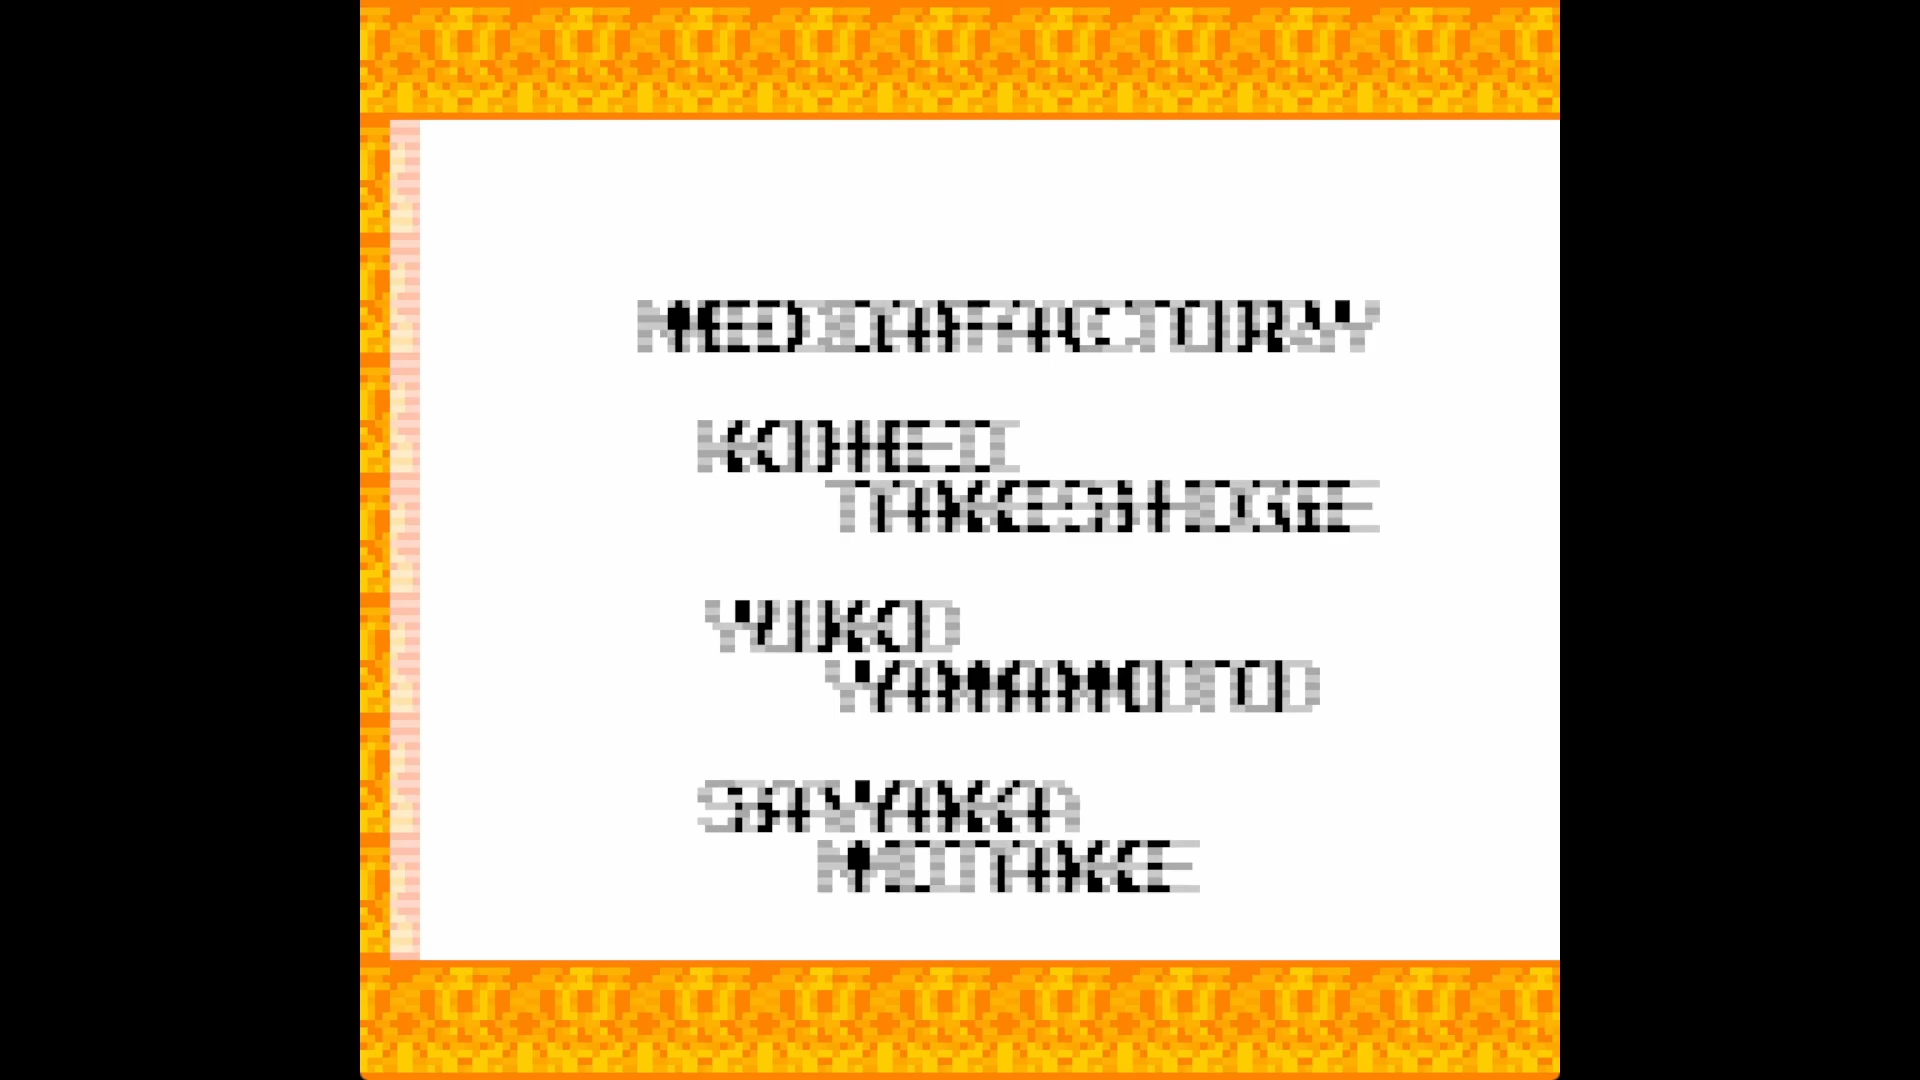 MEDIAFACTORY
KOHEI
TAKESHIGE
YUKO
YAMAMOTO
SAYAKA
MITAKE